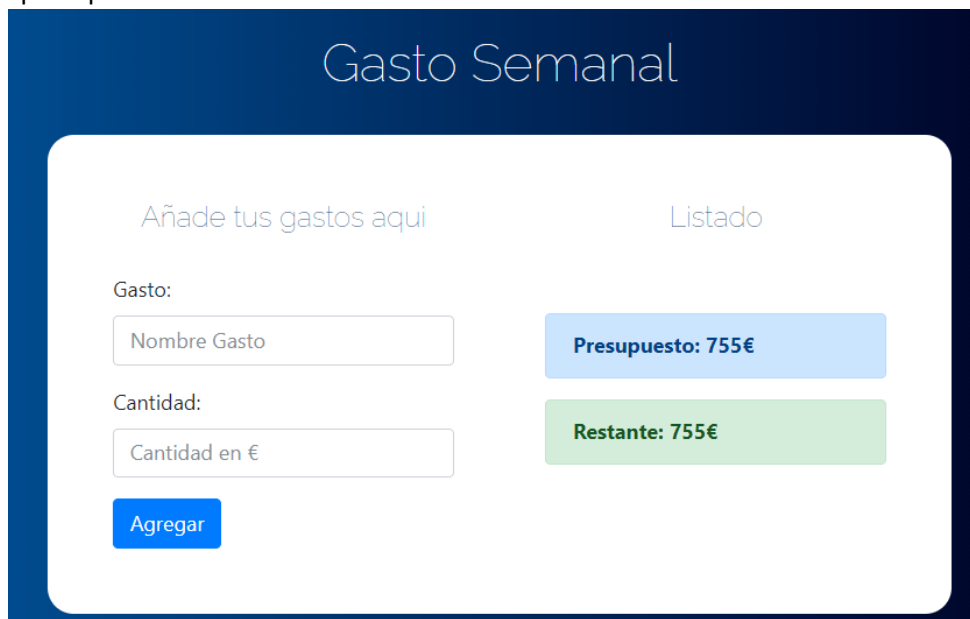 Gasto Semanal
Añade tus gastos aqui
Gasto:
Nombre Gasto
Cantidad:
Cantidad en €
Agregar
Listado
Presupuesto: 755€
Restante: 755€